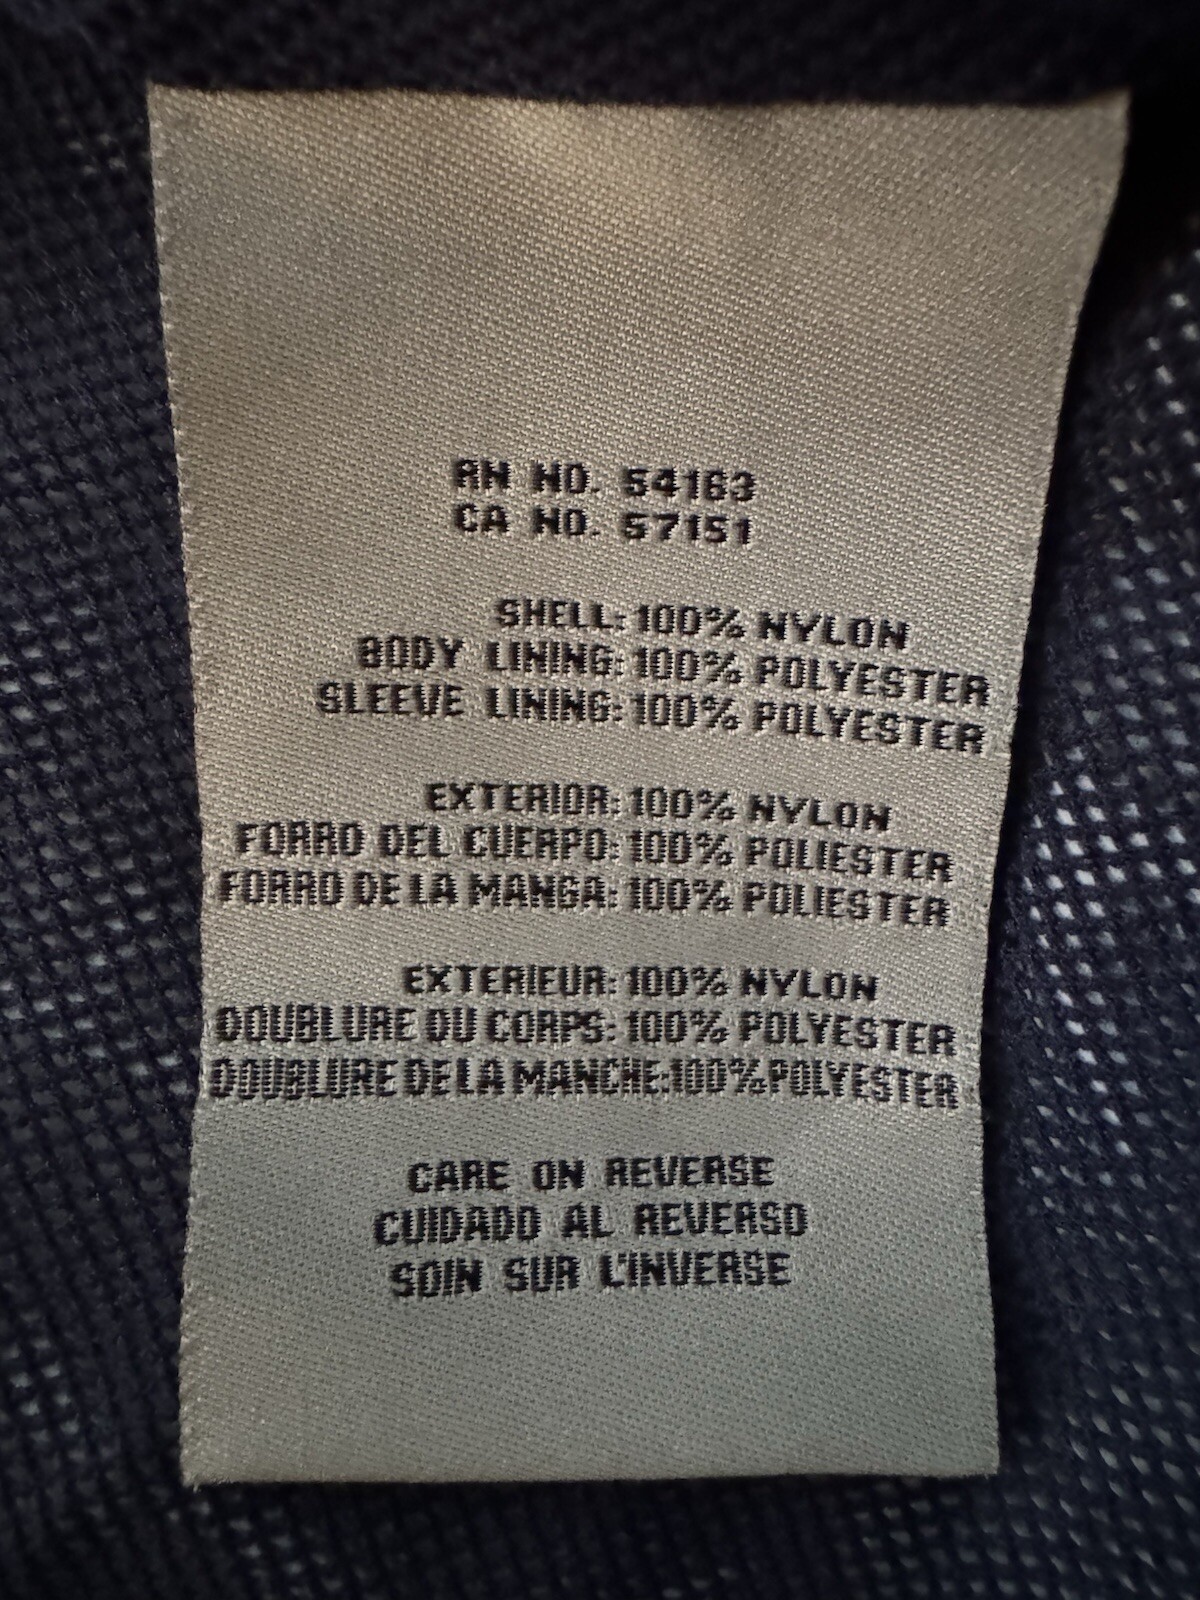 RN NO. 54163
CA NO. 57151
SHELL: 100% NYLON
BODY LINING: 100% POLYESTER
SLEEVE LINING: 100% POLYESTER
EXTERIOR: 100% NYLON
FORRO DEL CUERPO: 100% POLIESTER
FORRO DE LA MANGA: 100% POLIESTER
EXTERIEUR: 100% NYLON
DOUBLURE DU CORPS: 100% POLYESTER
DOUBLURE DE LA MANCHE: 100% POLYESTER
CARE ON REVERSE
CUIDADO AL REVERSO
SOIN SUR L'INVERSE